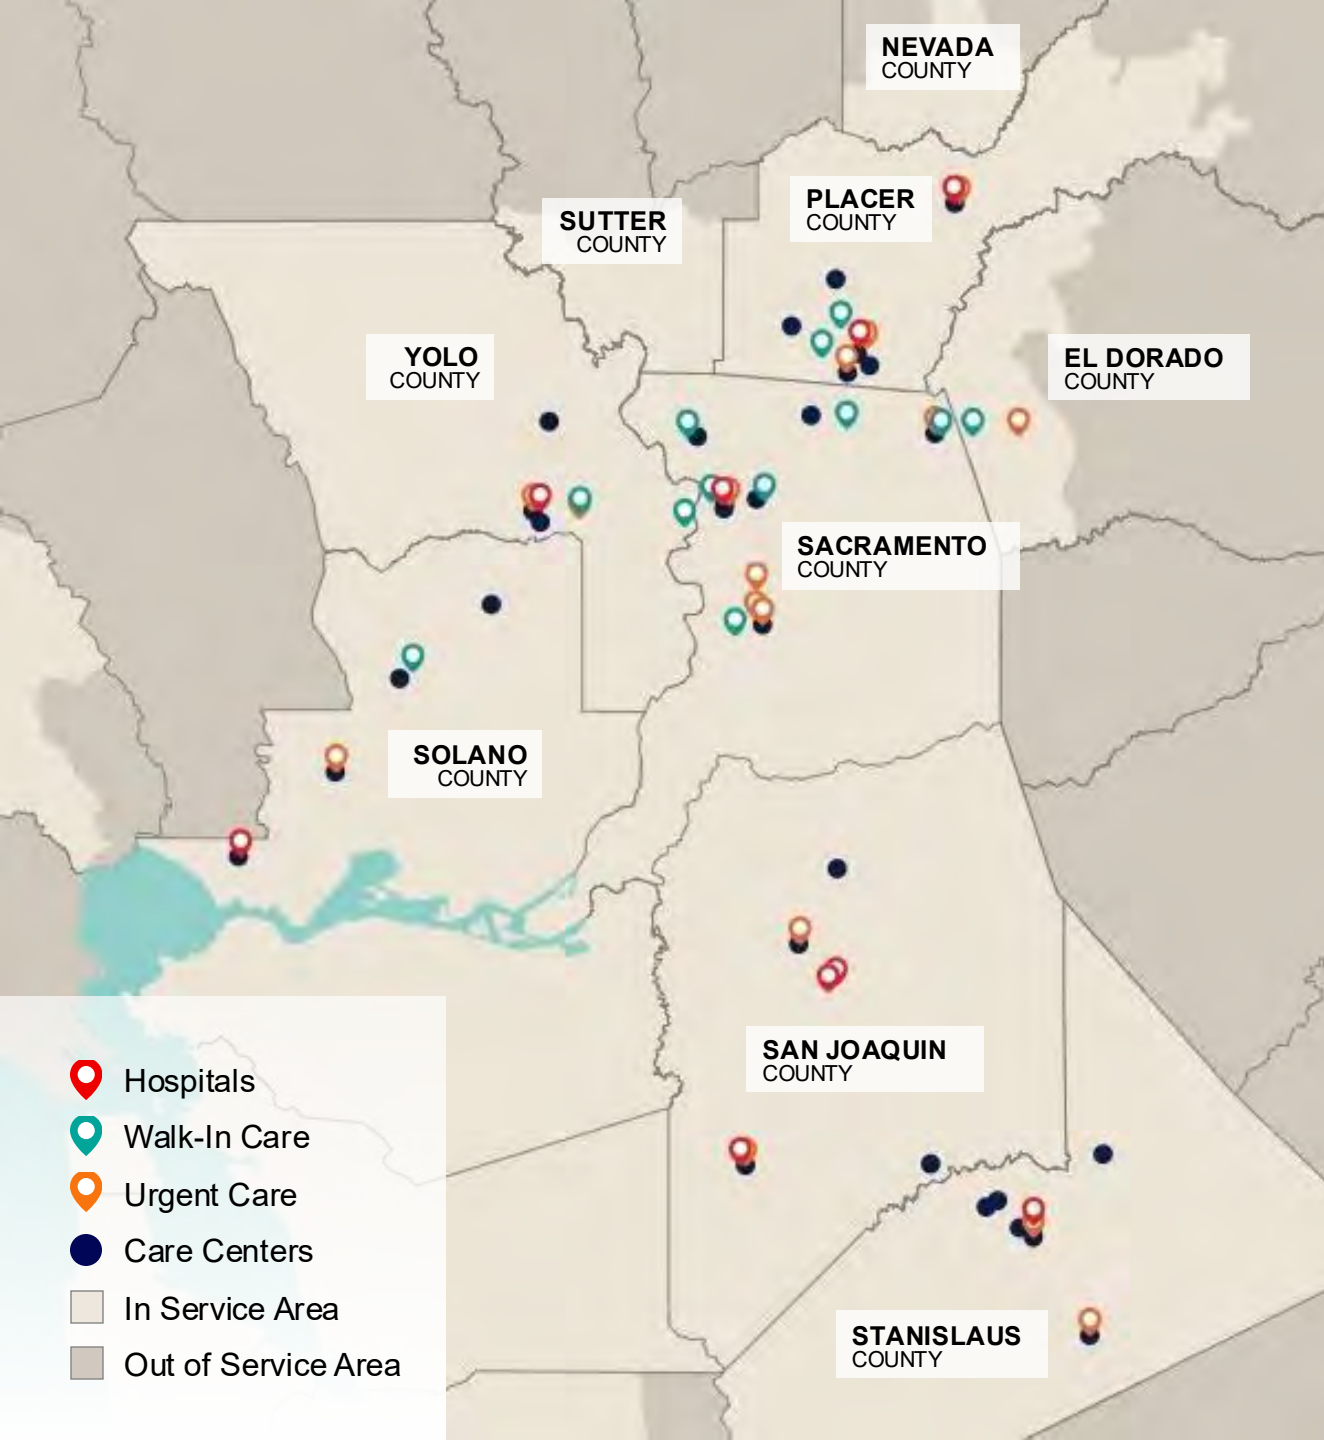 NEVADA
COUNTY
PLACER
COUNTY
SUTTER
COUNTY
YOLO
COUNTY
EL DORADO
COUNTY
SACRAMENTO
COUNTY
SOLANO
COUNTY
SAN JOAQUIN
COUNTY
STANISLAUS
COUNTY
Hospitals
Walk-In Care
Urgent Care
Care Centers
In Service Area
Out of Service Area